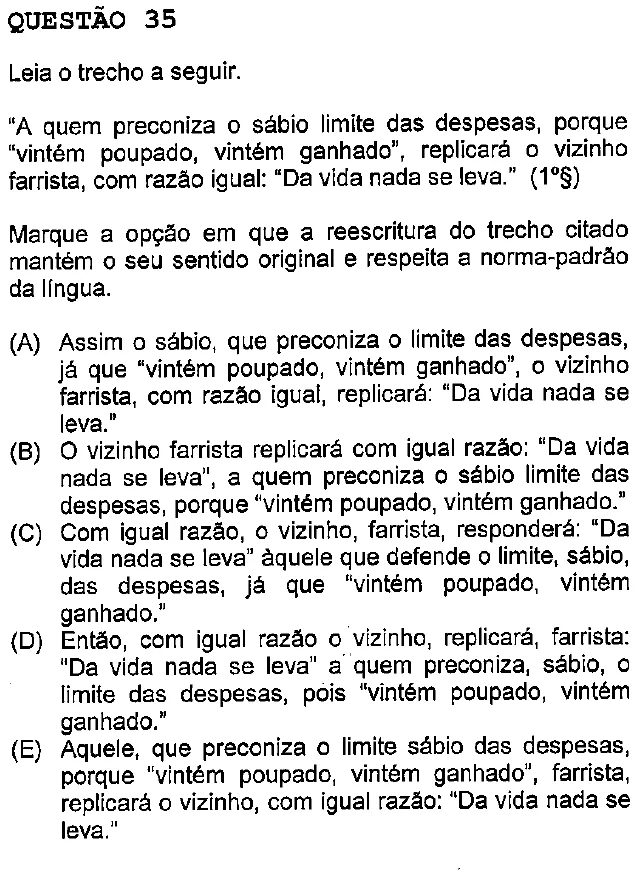 QUESTÃO 35
Leia o trecho a seguir.
"A quem preconiza o sábio limite das despesas, porque
"vintém poupado, vintém ganhado", replicará o vizinho
farrista, com razão igual: "Da vida nada se leva." (1º§)
Marque a opção em que a reescritura do trecho citado
mantém o seu sentido original e respeita a norma-padrão
da língua.
(A) Assim o sábio, que preconiza o limite das despesas,
já que "vintém poupado, vintém ganhado", o vizinho
farrista, com razão igual, replicará: "Da vida nada se
leva."
(B) O vizinho farrista replicará com igual razão: "Da vida
nada se leva", a quem preconiza o sábio limite das
despesas, porque "vintém poupado, vintém ganhado."
(C) Com igual razão, o vizinho, farrista, responderá: "Da
vida nada se leva" àquele que defende o limite, sábio,
das despesas, já que "vintém poupado, vintém
ganhado."
(D) Então, com igual razão o vizinho, replicará, farrista:
"Da vida nada se leva" a quem preconiza, sábio, o
limite das despesas, pois "vintém poupado, vintém
ganhado."
(E) Aquele, que preconiza o limite sábio das despesas,
porque "vintém poupado, vintém ganhado", farrista,
replicará o vizinho, com igual razão: "Da vida nada se
leva."